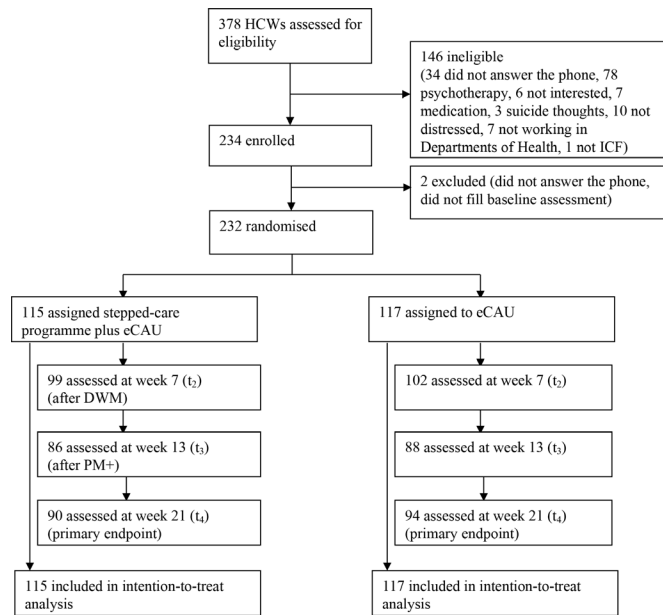 378 HCWs assessed for
eligibility
146 ineligible
(34 did not answer the phone, 78
psychotherapy, 6 not interested, 7
medication, 3 suicide thoughts, 10 not
distressed, 7 not working in
Departments of Health, 1 not ICF)
234 enrolled
2 excluded (did not answer the phone,
did not fill baseline assessment)
232 randomised
115 assigned stepped-care
programme plus eCAU
117 assigned to eCAU
99 assessed at week 7 (t₂)
(after DWM)
102 assessed at week 7 (t₂)
86 assessed at week 13 (t₃)
(after PM+)
88 assessed at week 13 (t₃)
90 assessed at week 21 (t₄)
(primary endpoint)
94 assessed at week 21 (t₄)
(primary endpoint)
115 included in intention-to-treat
analysis
117 included in intention-to-treat
analysis